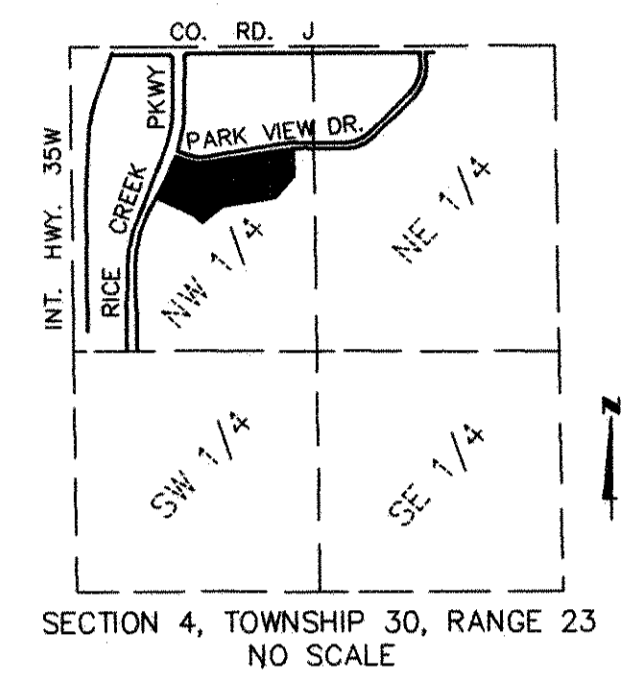 CO. RD. J
INT. HWY. 35W
RICE CREEK PKWY
PARK VIEW DR.
NW 1/4
NE 1/4
SW 1/4
SE 1/4
N
SECTION 4, TOWNSHIP 30, RANGE 23
NO SCALE